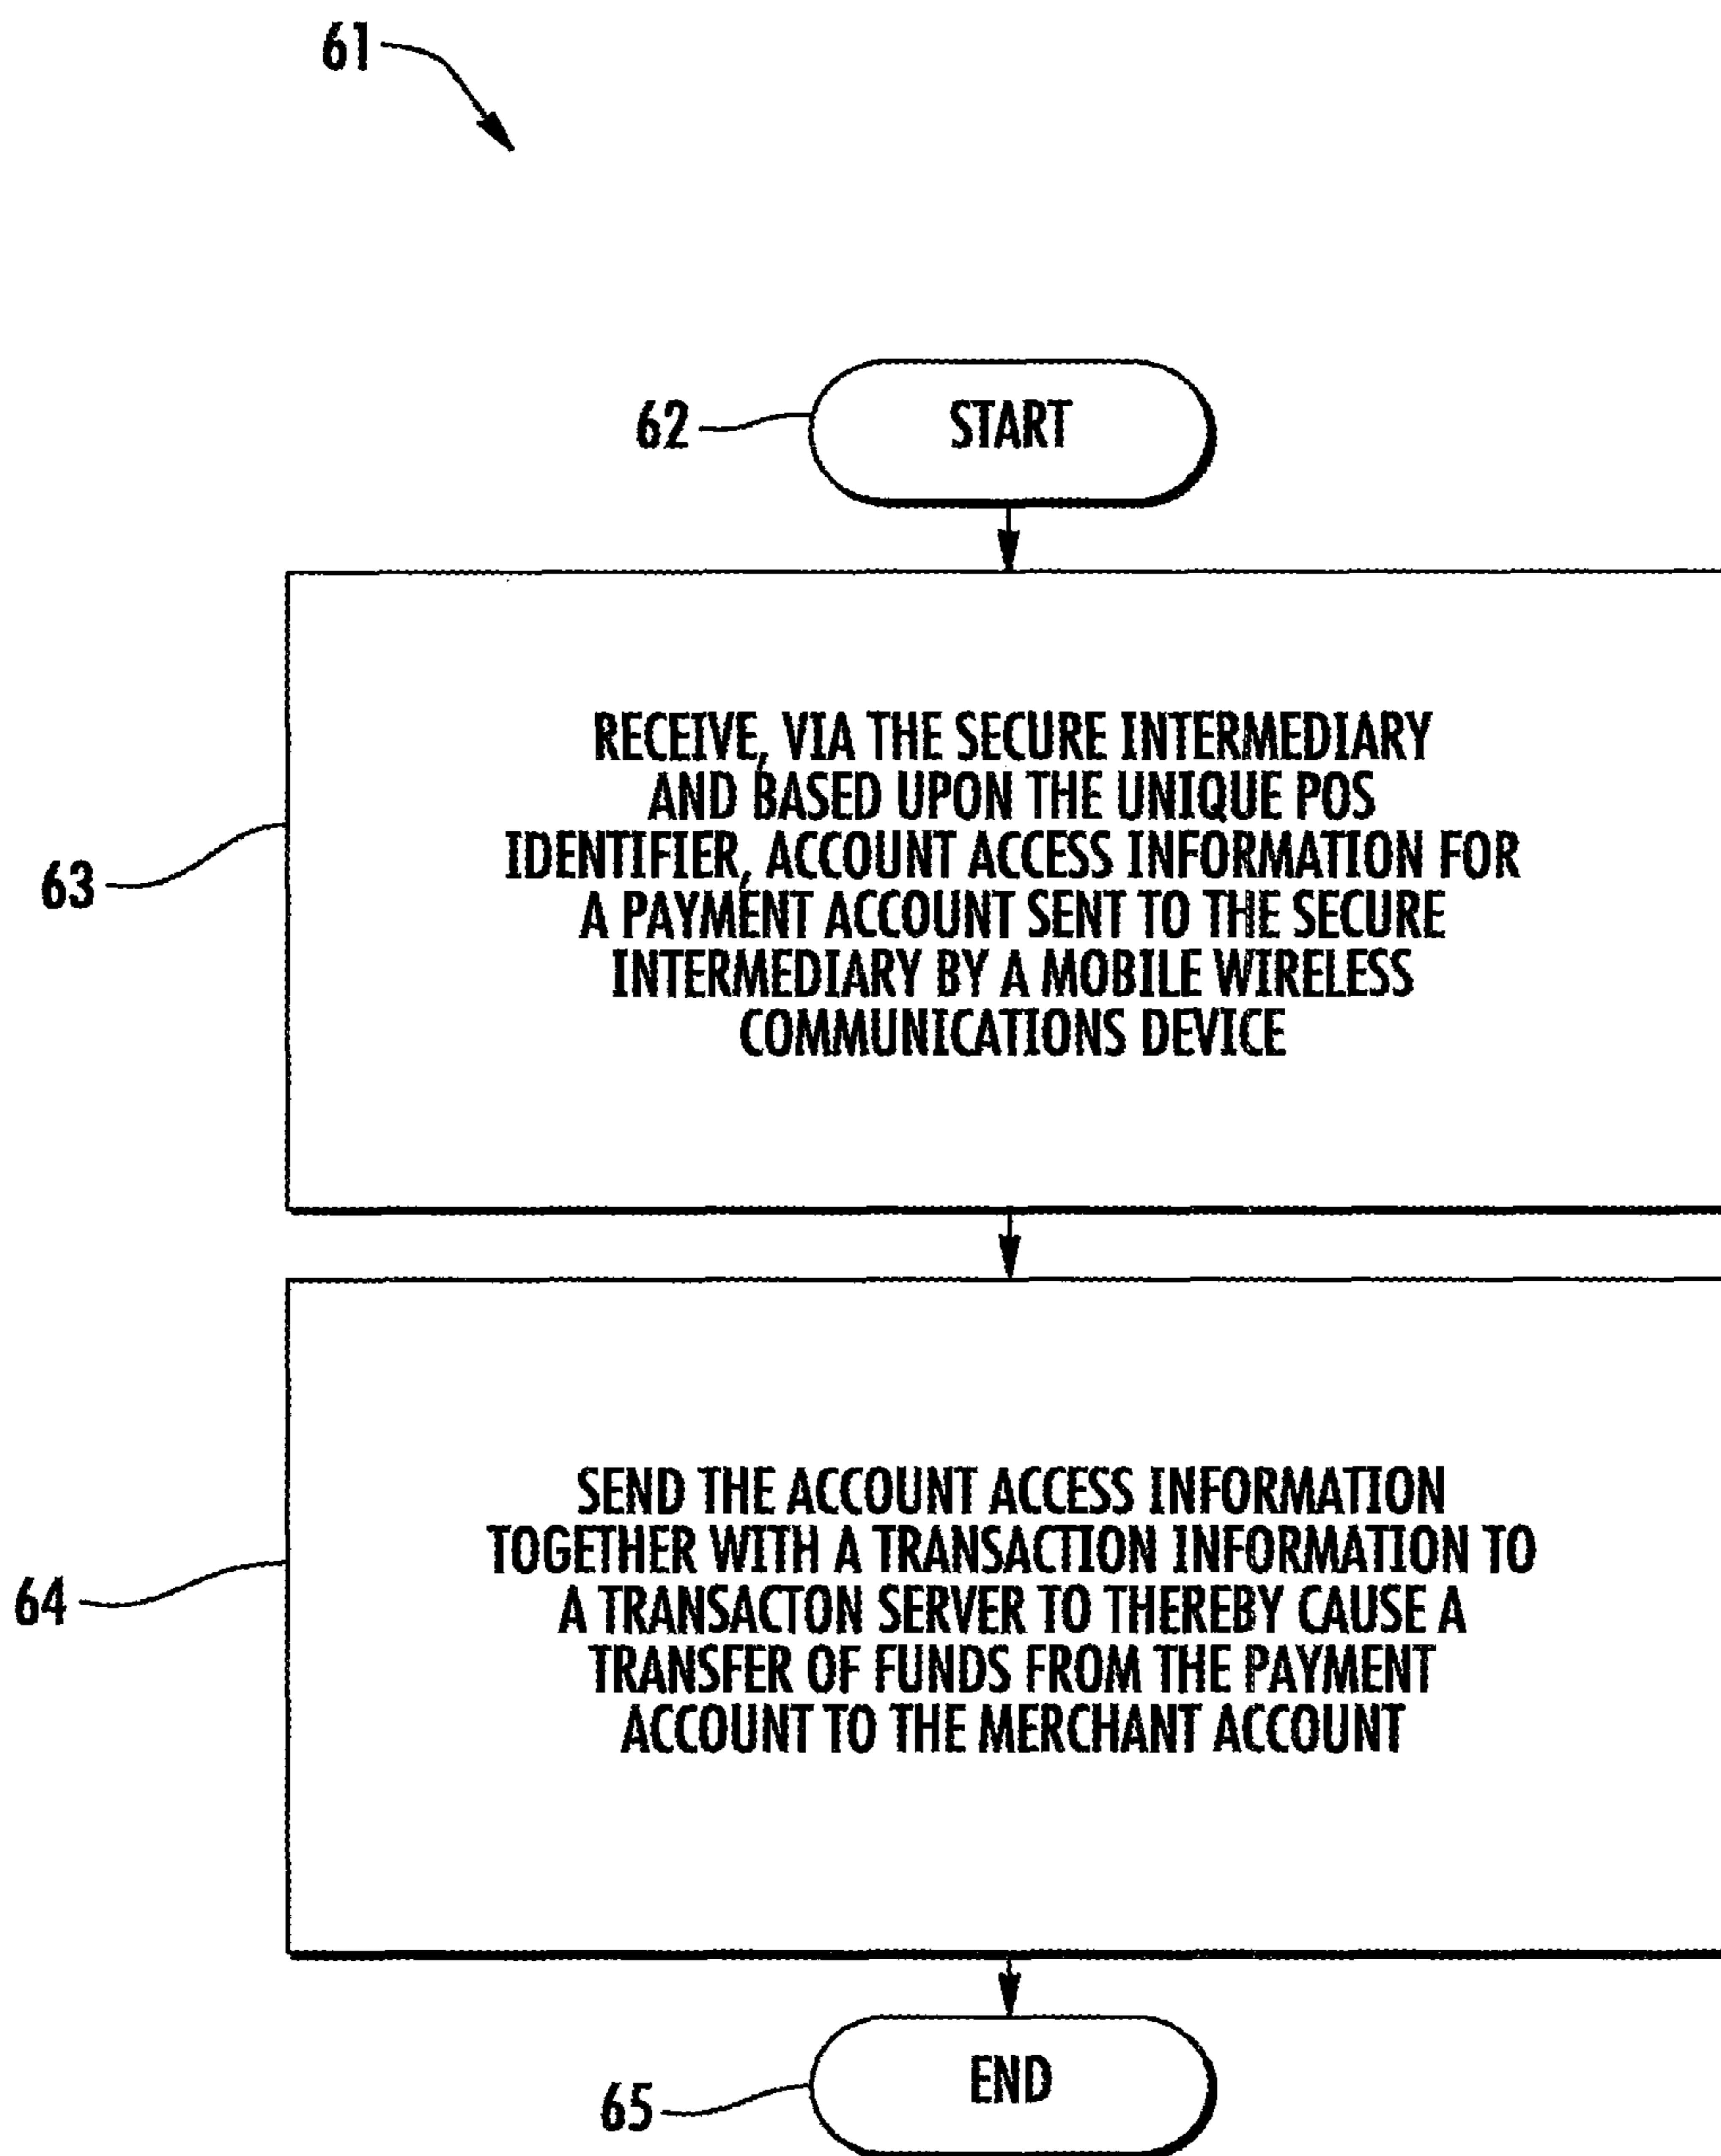 61
62
START
63
RECEIVE, VIA THE SECURE INTERMEDIARY
AND BASED UPON THE UNIQUE POS
IDENTIFIER, ACCOUNT ACCESS INFORMATION FOR
A PAYMENT ACCOUNT SENT TO THE SECURE
INTERMEDIARY BY A MOBILE WIRELESS
COMMUNICATIONS DEVICE
64
SEND THE ACCOUNT ACCESS INFORMATION
TOGETHER WITH A TRANSACTION INFORMATION TO
A TRANSACTON SERVER TO THEREBY CAUSE A
TRANSFER OF FUNDS FROM THE PAYMENT
ACCOUNT TO THE MERCHANT ACCOUNT
65
END